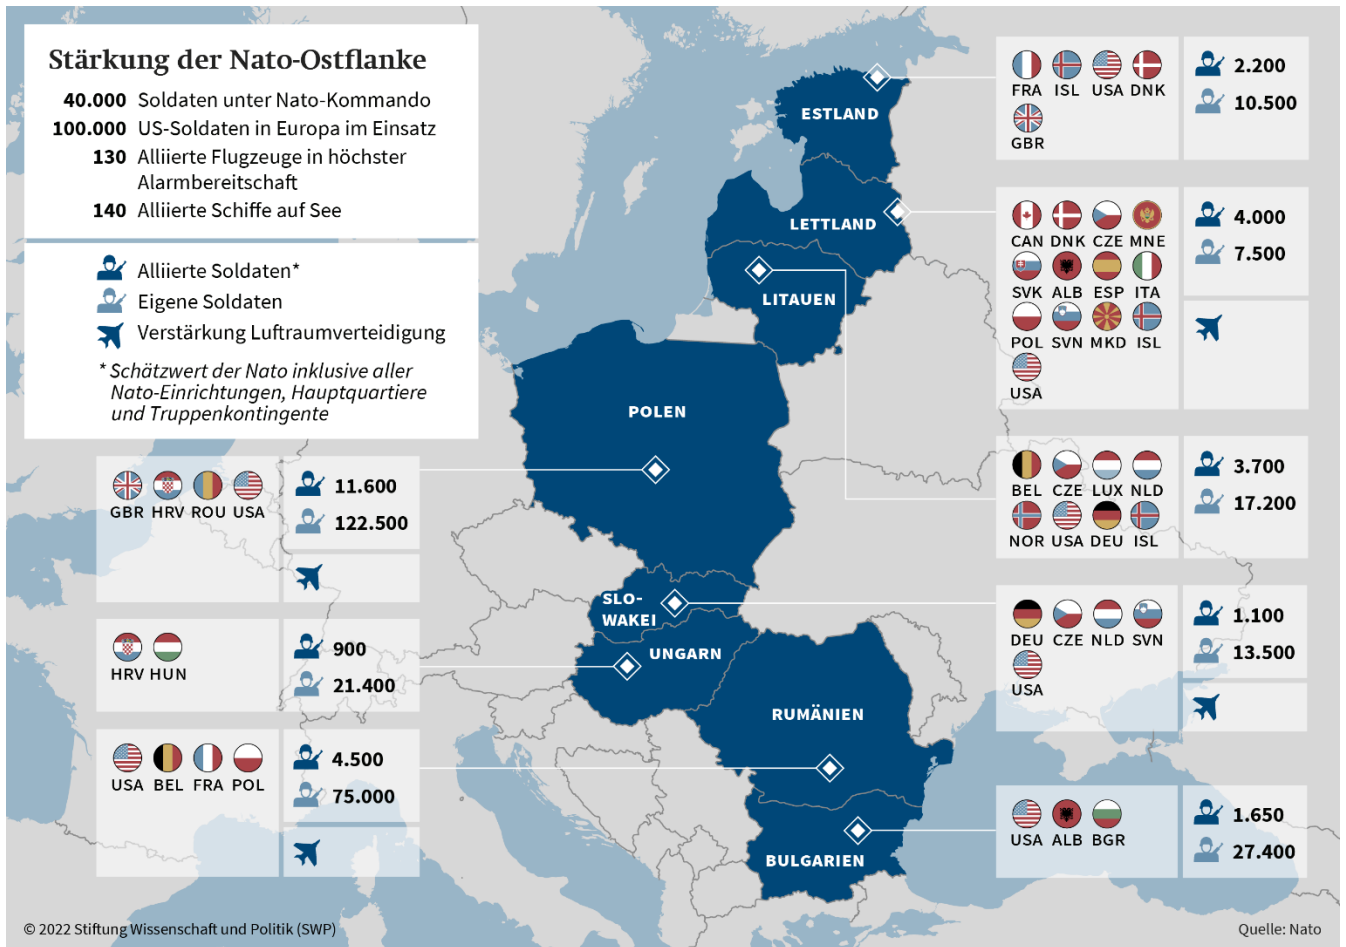 Stärkung der Nato-Ostflanke
40.000 Soldaten unter Nato-Kommando
100.000 US-Soldaten in Europa im Einsatz
130 Alliierte Flugzeuge in höchster
Alarmbereitschaft
140 Alliierte Schiffe auf See
Alliierte Soldaten*
Eigene Soldaten
Verstärkung Luftraumverteidigung
* Schätzwert der Nato inklusive aller
Nato-Einrichtungen, Hauptquartiere
und Truppenkontingente
ESTLAND
LETTLAND
LITAUEN
POLEN
SLO-
WAKEI
UNGARN
RUMÄNIEN
BULGARIEN
FRA ISL USA DNK
GBR
2.200
10.500
CAN DNK CZE MNE
SVK ALB ESP ITA
POL SVN MKD ISL
USA
4.000
7.500
BEL CZE LUX NLD
NOR USA DEU ISL
3.700
17.200
DEU CZE NLD SVN
USA
1.100
13.500
USA ALB BGR
1.650
27.400
GBR HRV ROU USA
11.600
122.500
HRV HUN
900
21.400
USA BEL FRA POL
4.500
75.000
© 2022 Stiftung Wissenschaft und Politik (SWP)
Quelle: Nato